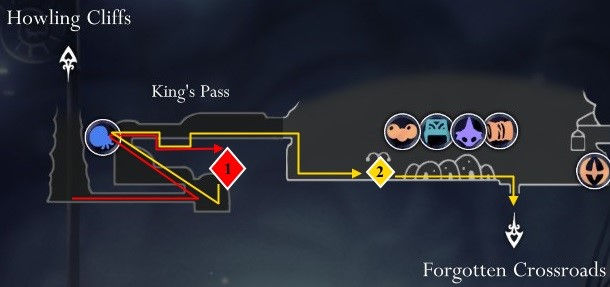 Howling Cliffs
King's Pass
1
2
Forgotten Crossroads